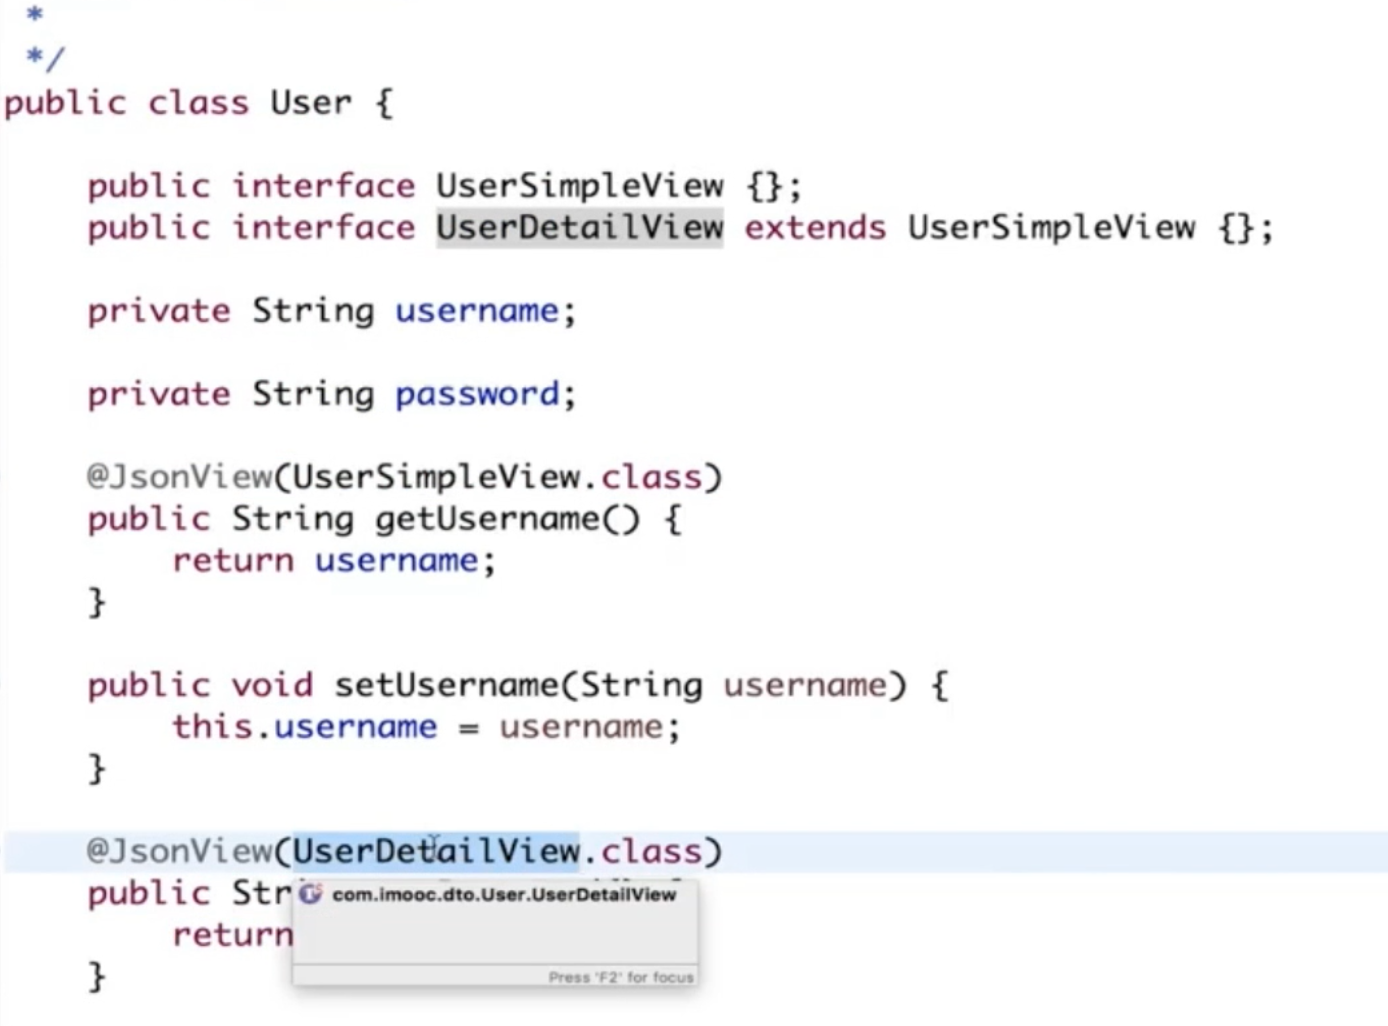 *
*/
public class User {
public interface UserSimpleView {};
public interface UserDetailView extends UserSimpleView {};
private String username;
private String password;
@JsonView(UserSimpleView.class)
public String getUsername() {
return username;
}
public void setUsername(String username) {
this.username = username;
}
@JsonView(UserDetailView.class)
public Str
com.imooc.dto.User.UserDetailView
return
Press 'F2' for focus
}